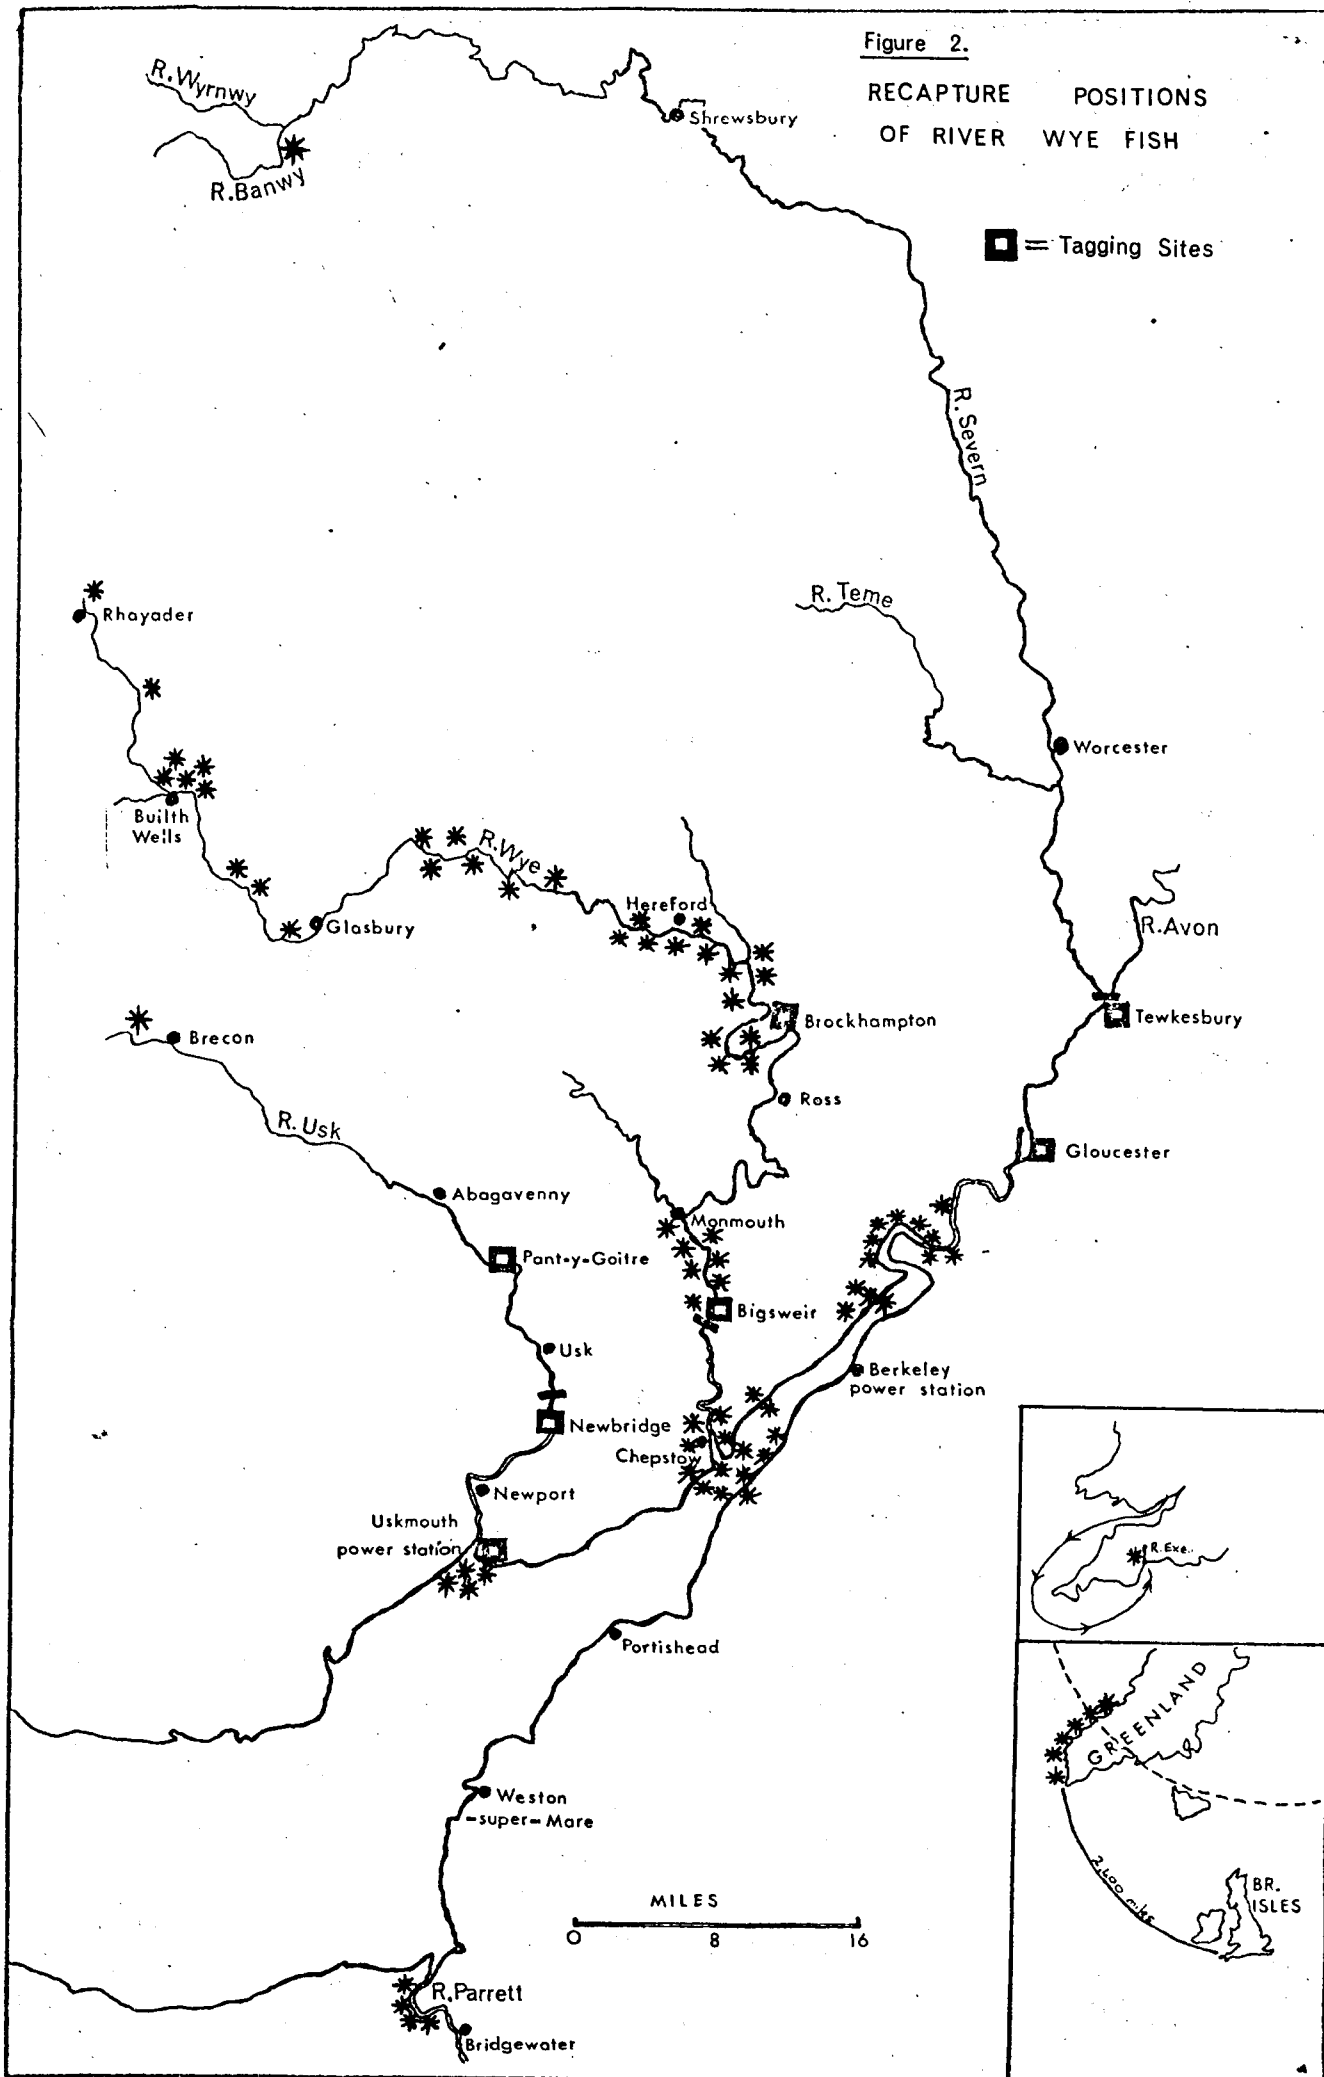 Figure 2.
RECAPTURE POSITIONS
OF RIVER WYE FISH
= Tagging Sites
R.Wyrnwy
R.Banwy
Shrewsbury
R.Severn
R.Teme
Rhayader
Worcester
Builth
Wells
R.Wye
Hereford
Glasbury
R.Avon
Brockhampton
Tewkesbury
Brecon
Ross
R.Usk
Gloucester
Abagavenny
Monmouth
Pant-y-Goitre
Bigsweir
Usk
Berkeley
power station
Newbridge
Chepstow
Newport
Uskmouth
power station
R.Exe.
Portishead
GREENLAND
Weston
-super-Mare
2,400 miles
BR.
ISLES
MILES
0 8 16
R.Parrett
Bridgewater